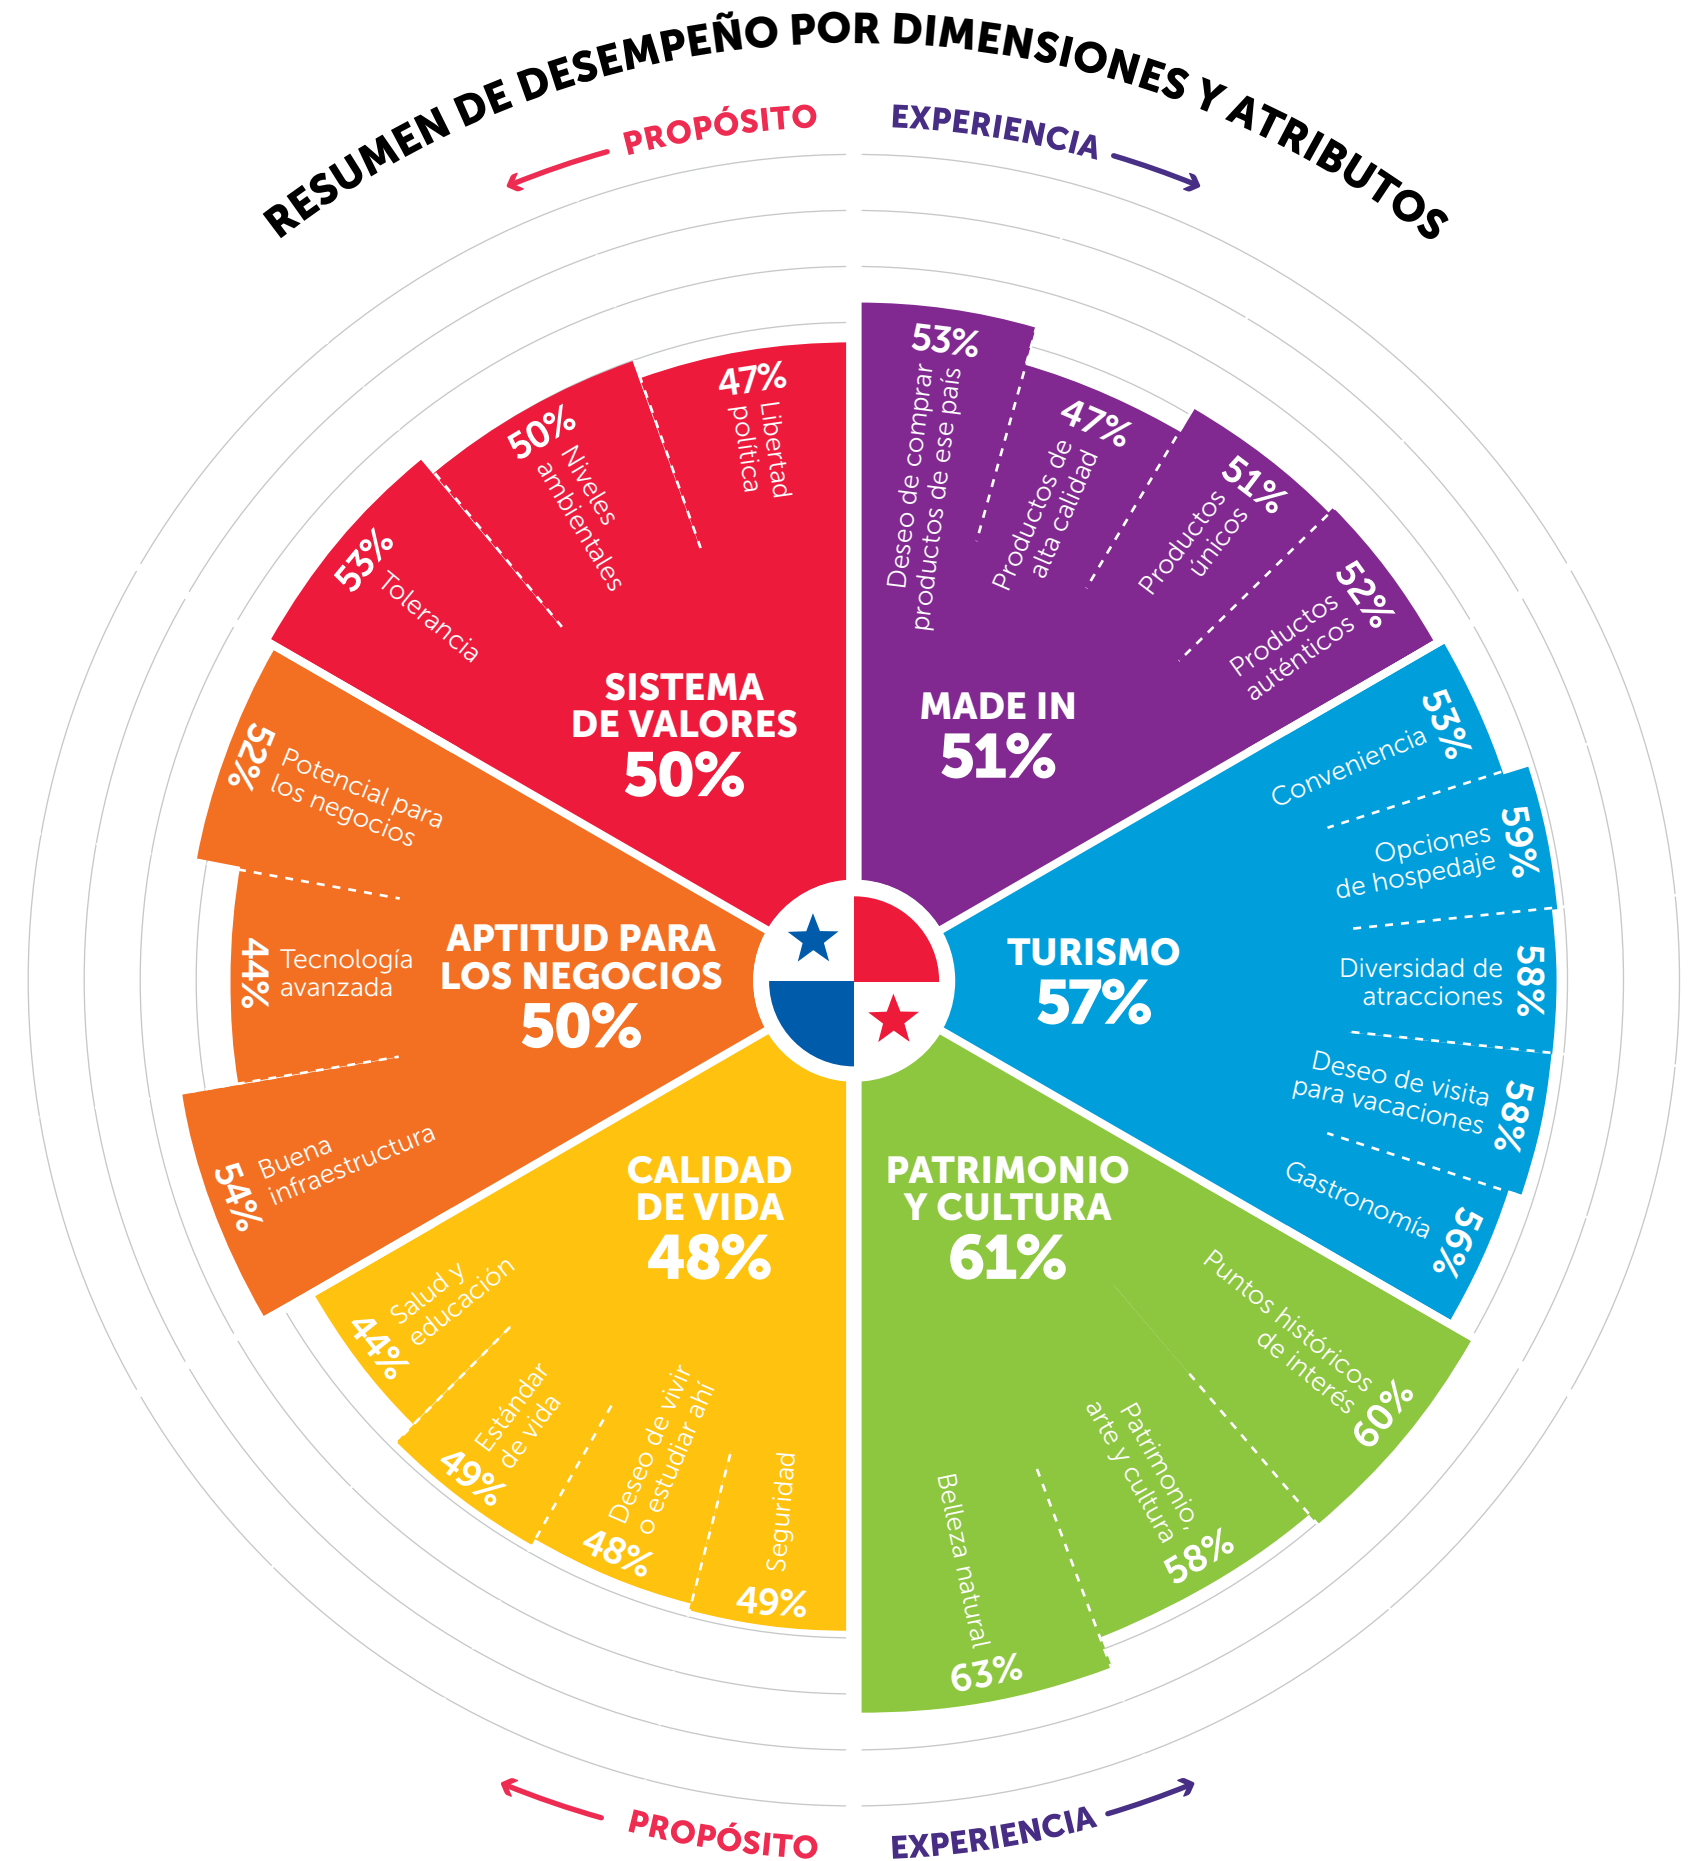 RESUMEN DE DESEMPEÑO POR DIMENSIONES Y ATRIBUTOS
PROPÓSITO
EXPERIENCIA
53%
Deseo de comprar
productos de ese país
47%
Productos de
alta calidad
51%
Productos
únicos
52%
Productos
auténticos
MADE IN
51%
53%
Conveniencia
59%
Opciones
de hospedaje
58%
Diversidad de
atracciones
58%
Deseo de visita
para vacaciones
56%
Gastronomía
TURISMO
57%
PATRIMONIO
Y CULTURA
61%
Puntos históricos
de interés
60%
Patrimonio,
arte y cultura
58%
Belleza natural
63%
CALIDAD
DE VIDA
48%
Seguridad
49%
Deseo de vivir
o estudiar ahí
48%
Estándar
de vida
49%
Salud y
educación
44%
APTITUD PARA
LOS NEGOCIOS
50%
Buena
infraestructura
54%
Tecnología
avanzada
44%
Potencial para
los negocios
52%
SISTEMA
DE VALORES
50%
53%
Tolerancia
50%
Niveles
ambientales
47%
Libertad
política
PROPÓSITO
EXPERIENCIA